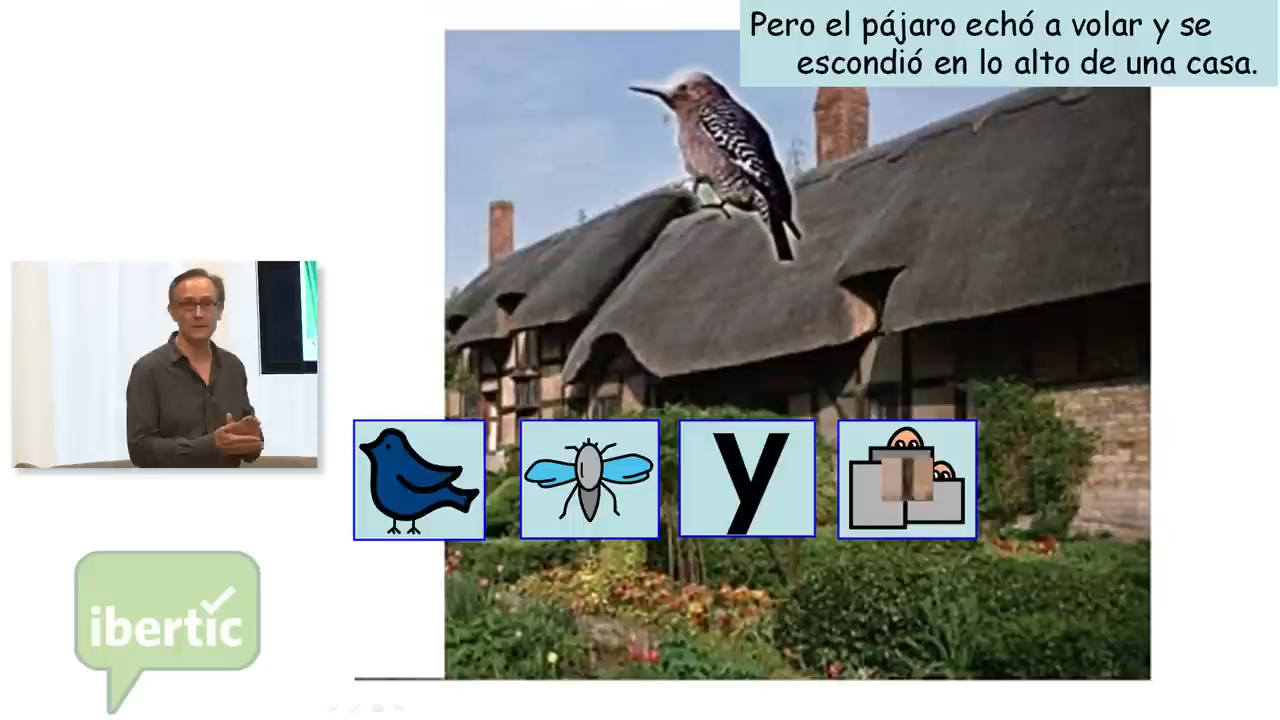 Pero el pájaro echó a volar y se
escondió en lo alto de una casa.
y
ibertic